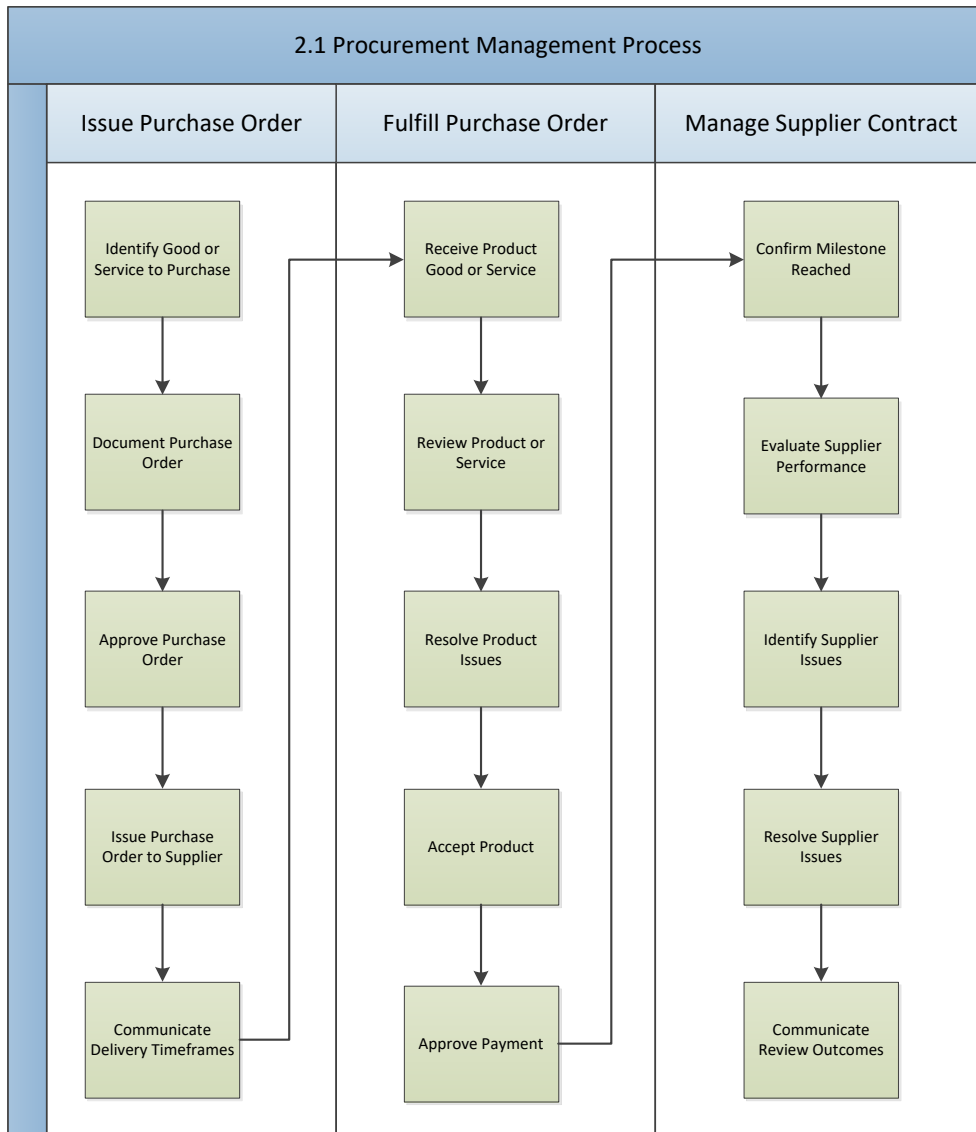 2.1 Procurement Management Process
Issue Purchase Order
Fulfill Purchase Order
Manage Supplier Contract
Identify Good or
Service to Purchase
Document Purchase
Order
Approve Purchase
Order
Issue Purchase
Order to Supplier
Communicate
Delivery Timeframes
Receive Product
Good or Service
Review Product or
Service
Resolve Product
Issues
Accept Product
Approve Payment
Confirm Milestone
Reached
Evaluate Supplier
Performance
Identify Supplier
Issues
Resolve Supplier
Issues
Communicate
Review Outcomes